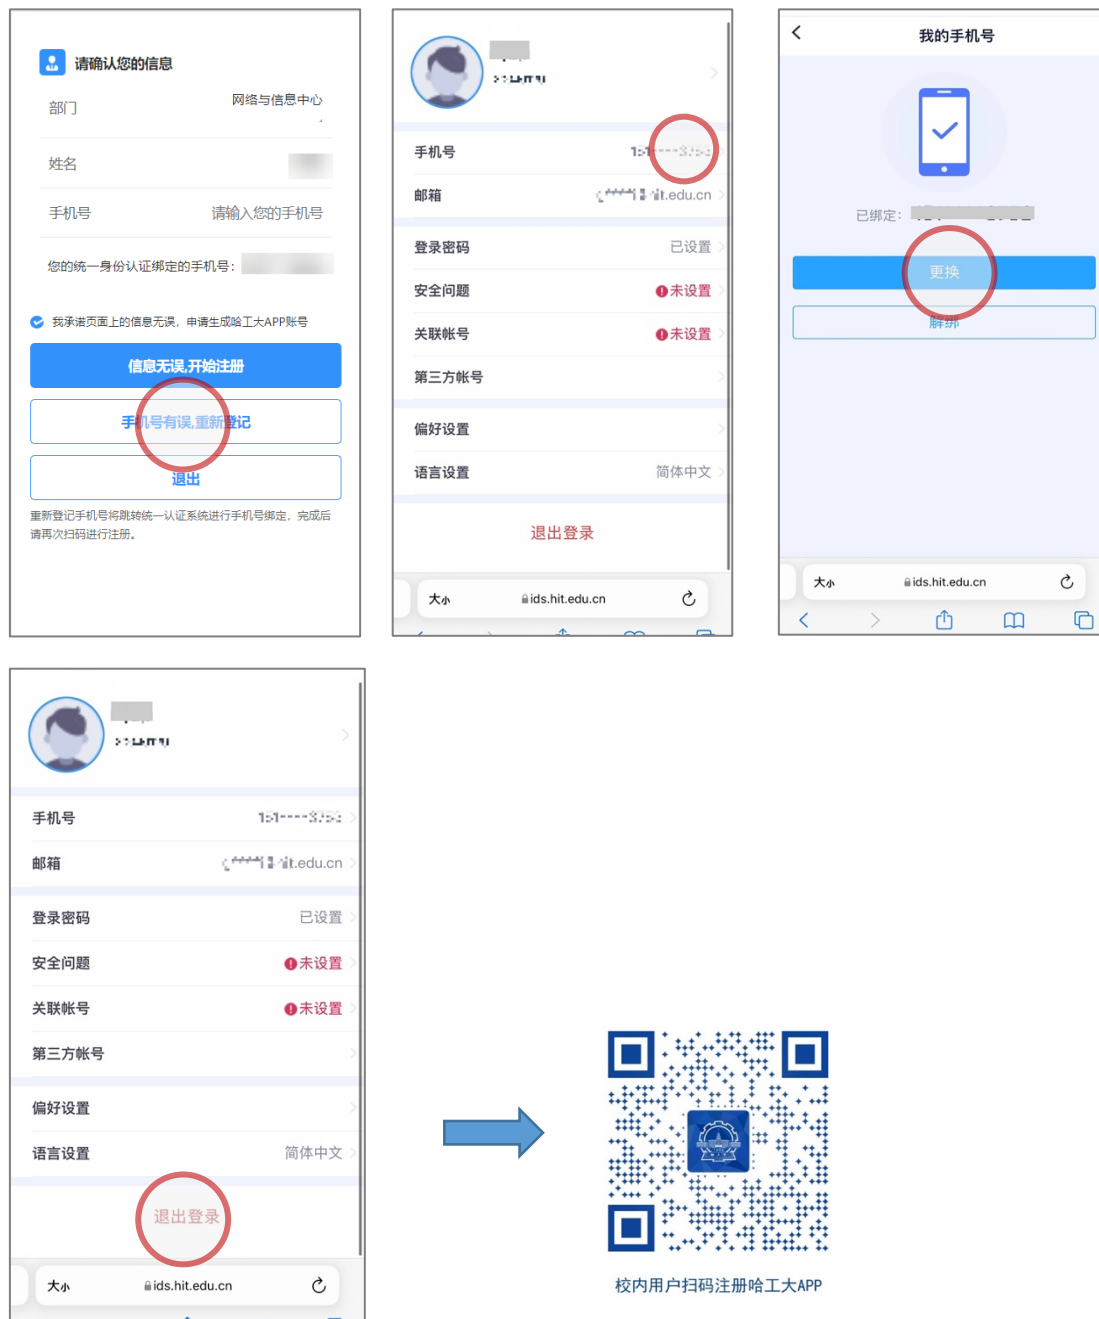 请确认您的信息
部门 网络与信息中心
姓名
手机号 请输入您的手机号
您的统一身份认证绑定的手机号：
我承诺页面上的信息无误，申请生成哈工大APP账号
信息无误,开始注册
手机号有误,重新登记
退出
重新登记手机号将跳转统一认证系统进行手机号绑定，完成后
请再次扫码进行注册。
手机号
邮箱 it.edu.cn
登录密码 已设置
安全问题 未设置
关联帐号 未设置
第三方帐号
偏好设置
语言设置 简体中文
退出登录
大小 ids.hit.edu.cn
我的手机号
已绑定：
更换
解绑
大小 ids.hit.edu.cn
手机号
邮箱 it.edu.cn
登录密码 已设置
安全问题 未设置
关联帐号 未设置
第三方帐号
偏好设置
语言设置 简体中文
退出登录
大小 ids.hit.edu.cn
校内用户扫码注册哈工大APP